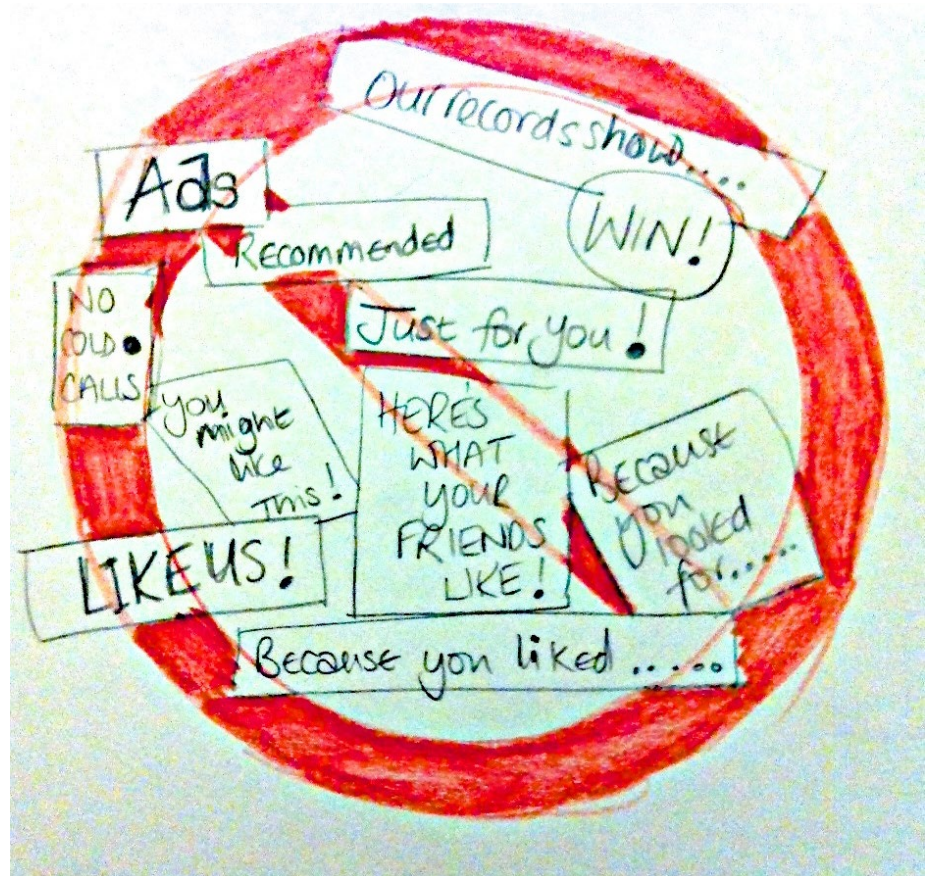 Our records show....
Ads
WIN!
Recommended
NO
COLD
CALLS
Just for you!
You
might
like
This!
HERE'S
WHAT
YOUR
FRIENDS
LIKE!
Because
you
looked
for.....
LIKE US!
Because you liked .....